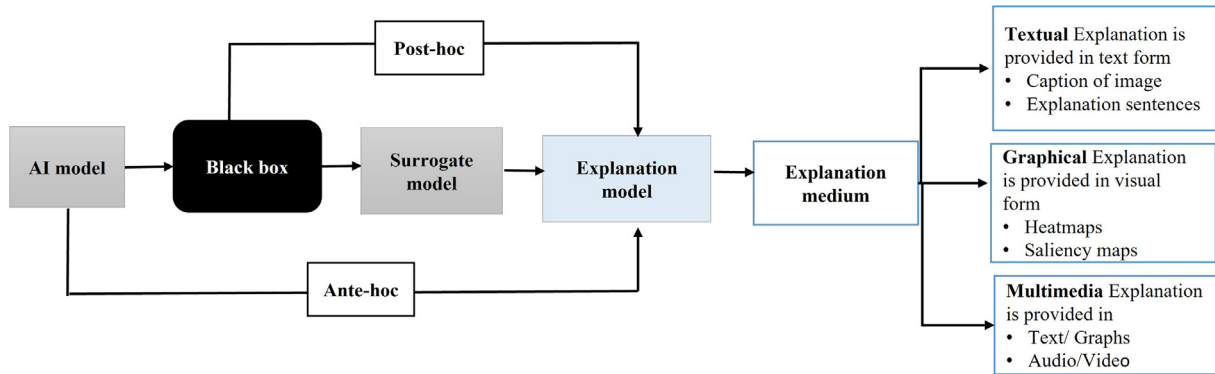 Post-hoc
AI model
Black box
Surrogate
model
Explanation
model
Explanation
medium
Ante-hoc
Textual Explanation is
provided in text form
• Caption of image
• Explanation sentences
Graphical Explanation
is provided in visual
form
• Heatmaps
• Saliency maps
Multimedia Explanation
is provided in
• Text/ Graphs
• Audio/Video